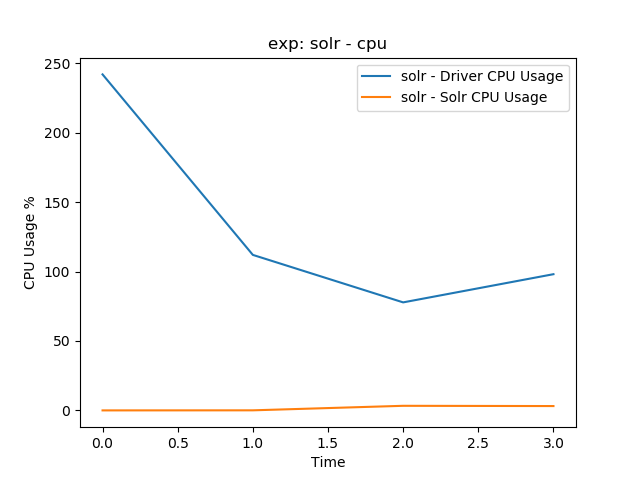 exp: solr - cpu
solr - Driver CPU Usage
solr - Solr CPU Usage
CPU Usage %
250
200
150
100
50
0
0.0 0.5 1.0 1.5 2.0 2.5 3.0
Time